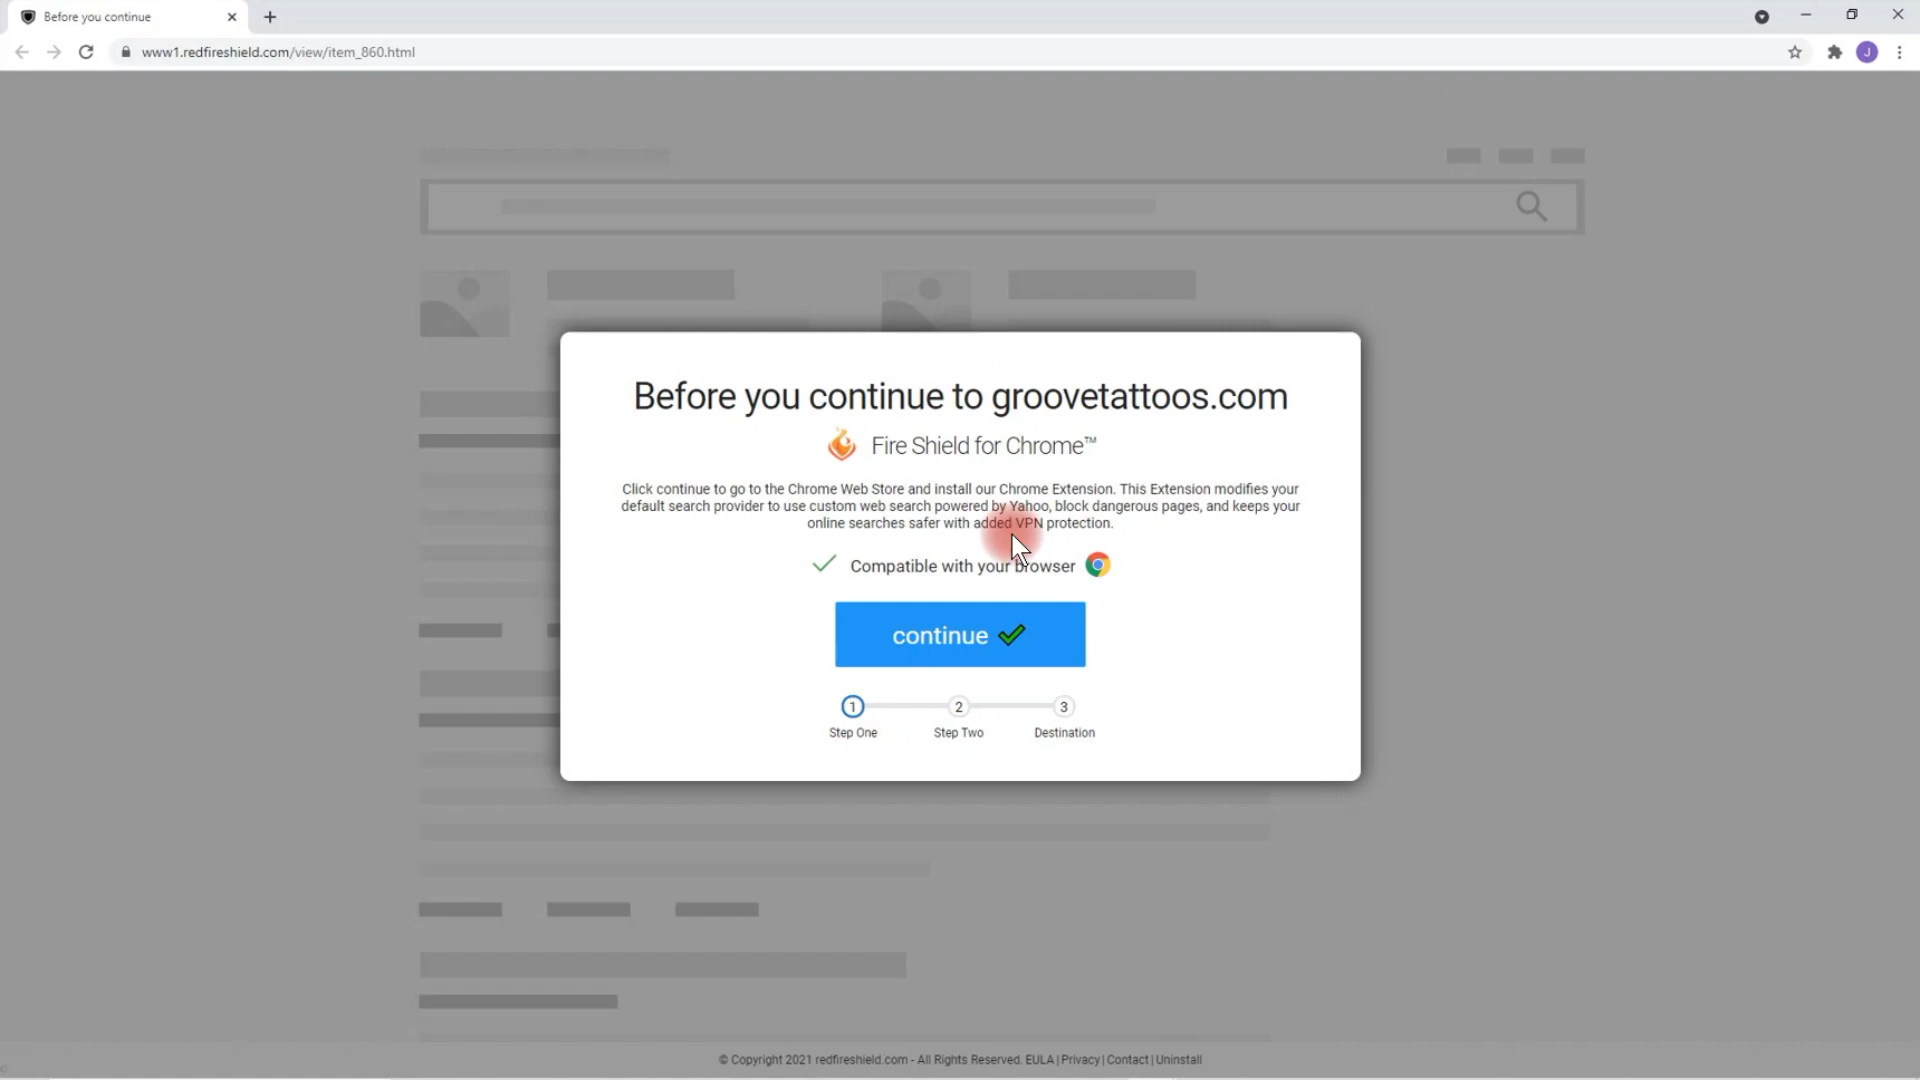 Before you continue
www1.redfireshield.com/view/item_860.html
J
Before you continue to groovetattoos.com
Fire Shield for Chrome™
Click continue to go to the Chrome Web Store and install our Chrome Extension. This Extension modifies your
default search provider to use custom web search powered by Yahoo, block dangerous pages, and keeps your
online searches safer with added VPN protection.
Compatible with your browser
continue
1 2 3
Step One Step Two Destination
© Copyright 2021 redfireshield.com - All Rights Reserved. EULA | Privacy | Contact | Uninstall